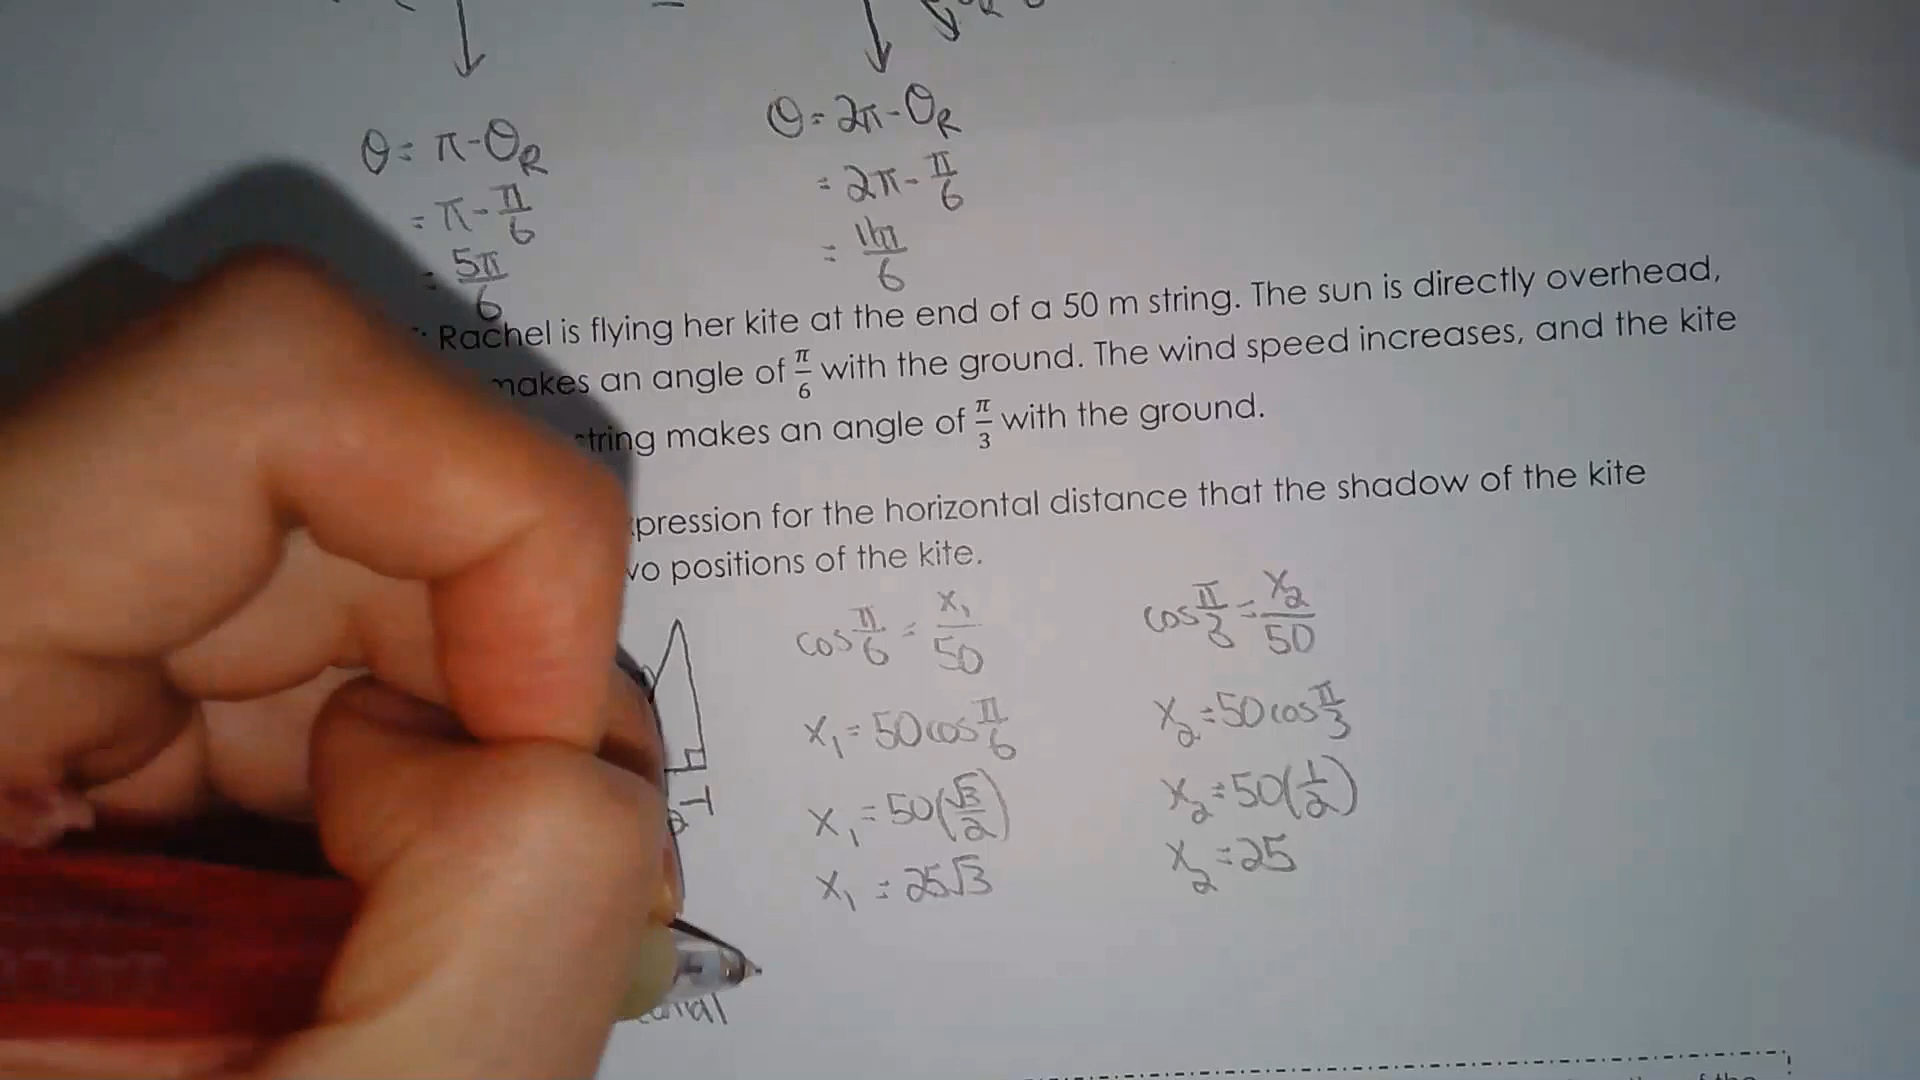 θ = π - θR
= π - π/6
= 5π/6
θ = 2π - θR
= 2π - π/6
= 11π/6
Rachel is flying her kite at the end of a 50 m string. The sun is directly overhead,
makes an angle of π/6 with the ground. The wind speed increases, and the kite
string makes an angle of π/3 with the ground.
pression for the horizontal distance that the shadow of the kite
wo positions of the kite.
cos π/6 = x₁/50
x₁ = 50 cos π/6
x₁ = 50(√3/2)
x₁ = 25√3
cos π/3 = x₂/50
x₂ = 50 cos π/3
x₂ = 50(1/2)
x₂ = 25